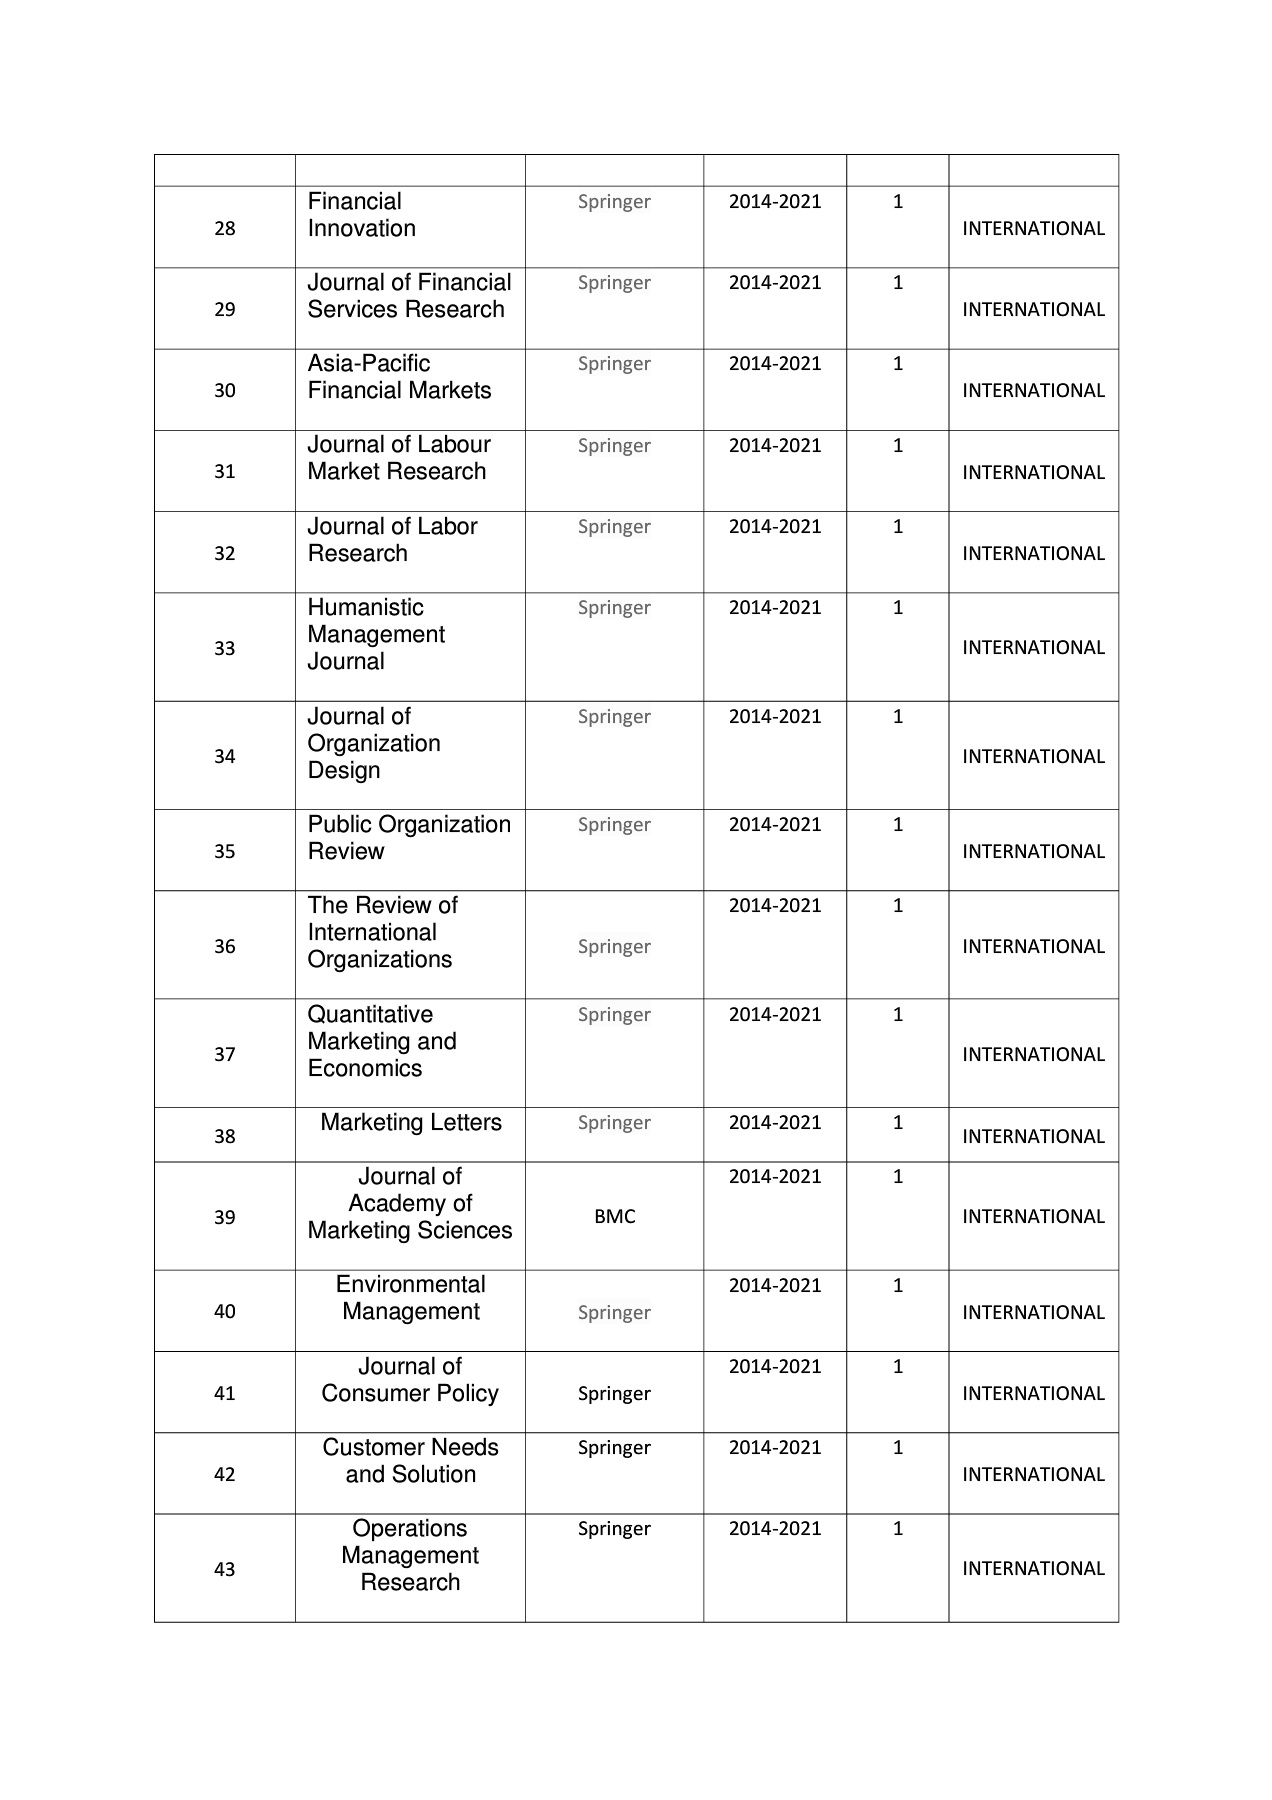 28 Financial Innovation Springer 2014-2021 1 INTERNATIONAL
29 Journal of Financial Services Research Springer 2014-2021 1 INTERNATIONAL
30 Asia-Pacific Financial Markets Springer 2014-2021 1 INTERNATIONAL
31 Journal of Labour Market Research Springer 2014-2021 1 INTERNATIONAL
32 Journal of Labor Research Springer 2014-2021 1 INTERNATIONAL
33 Humanistic Management Journal Springer 2014-2021 1 INTERNATIONAL
34 Journal of Organization Design Springer 2014-2021 1 INTERNATIONAL
35 Public Organization Review Springer 2014-2021 1 INTERNATIONAL
36 The Review of International Organizations Springer 2014-2021 1 INTERNATIONAL
37 Quantitative Marketing and Economics Springer 2014-2021 1 INTERNATIONAL
38 Marketing Letters Springer 2014-2021 1 INTERNATIONAL
39 Journal of Academy of Marketing Sciences BMC 2014-2021 1 INTERNATIONAL
40 Environmental Management Springer 2014-2021 1 INTERNATIONAL
41 Journal of Consumer Policy Springer 2014-2021 1 INTERNATIONAL
42 Customer Needs and Solution Springer 2014-2021 1 INTERNATIONAL
43 Operations Management Research Springer 2014-2021 1 INTERNATIONAL